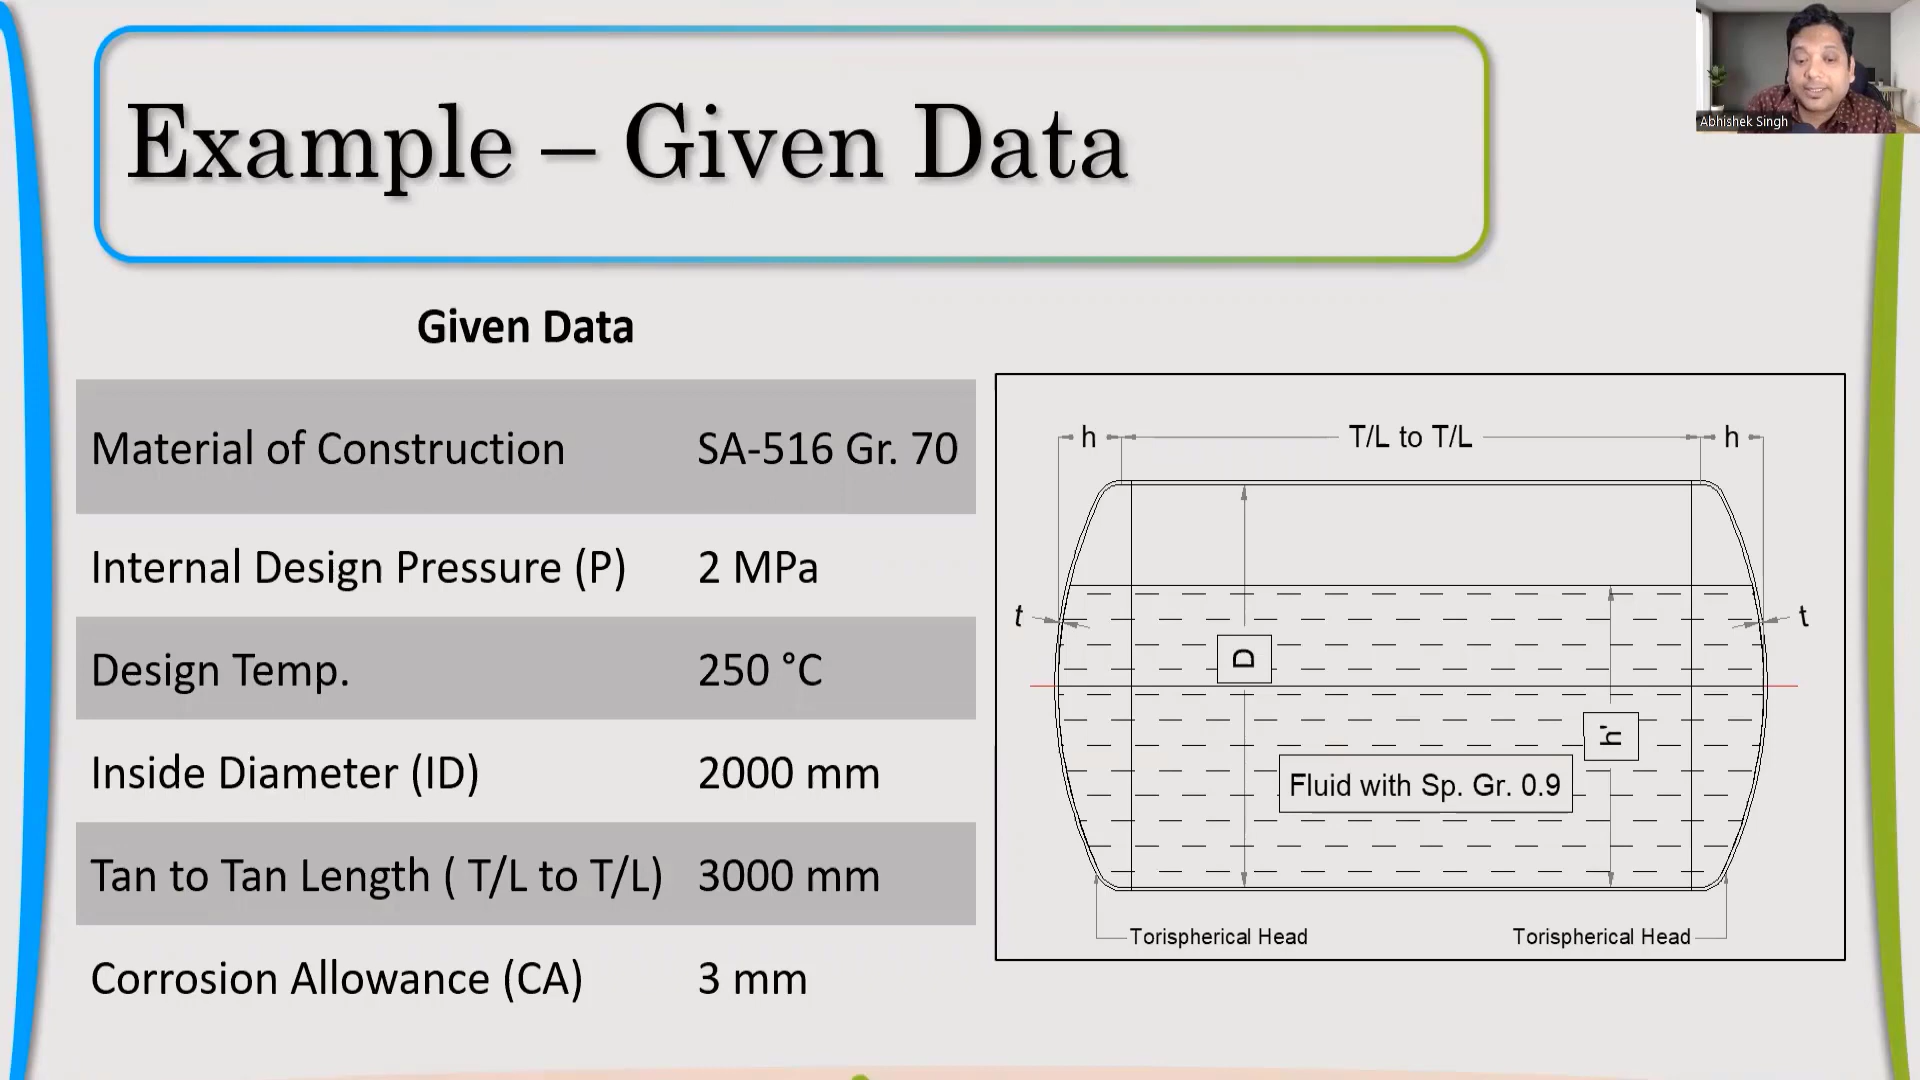 Example – Given Data
Abhishek Singh
Given Data
Material of Construction SA-516 Gr. 70
Internal Design Pressure (P) 2 MPa
Design Temp. 250 °C
Inside Diameter (ID) 2000 mm
Tan to Tan Length ( T/L to T/L) 3000 mm
Corrosion Allowance (CA) 3 mm
h T/L to T/L h
t t
D
h'
Fluid with Sp. Gr. 0.9
Torispherical Head Torispherical Head